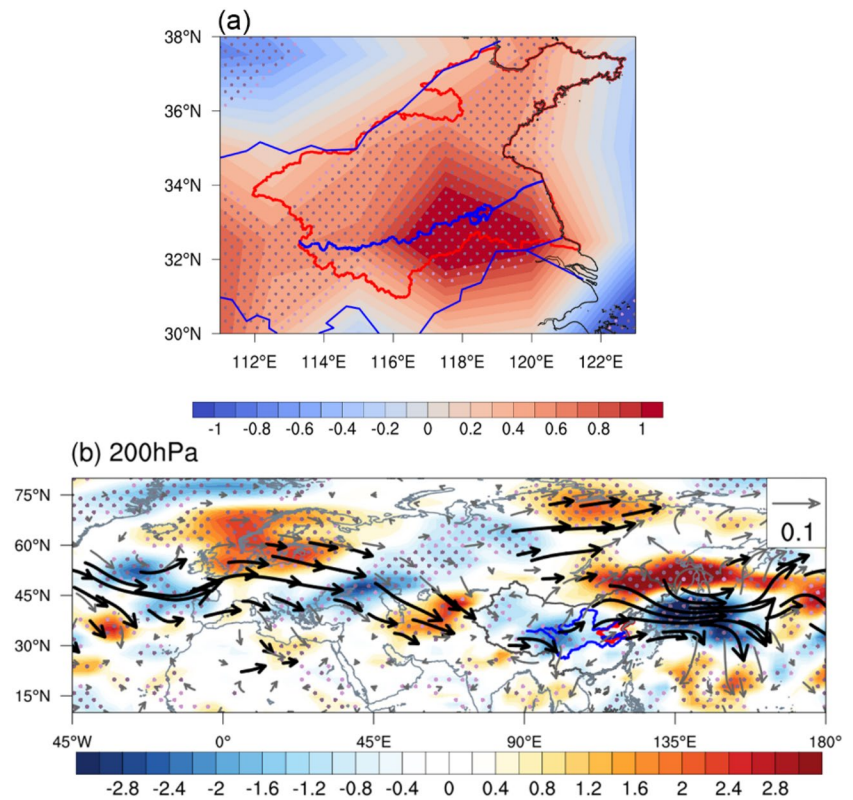 (a)
38°N
36°N
34°N
32°N
30°N
112°E 114°E 116°E 118°E 120°E 122°E
-1 -0.8 -0.6 -0.4 -0.2 0 0.2 0.4 0.6 0.8 1
(b) 200hPa
75°N
60°N
45°N
30°N
15°N
0.1
45°W 0° 45°E 90°E 135°E 180°
-2.8 -2.4 -2 -1.6 -1.2 -0.8 -0.4 0 0.4 0.8 1.2 1.6 2 2.4 2.8